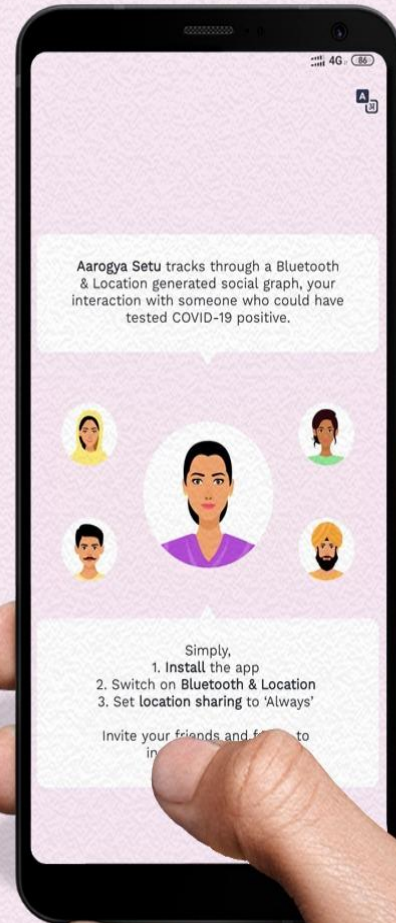 4G 86
A
अ
Aarogya Setu tracks through a Bluetooth
& Location generated social graph, your
interaction with someone who could have
tested COVID-19 positive.
Simply,
1. Install the app
2. Switch on Bluetooth & Location
3. Set location sharing to ‘Always’
Invite your friends and to
in